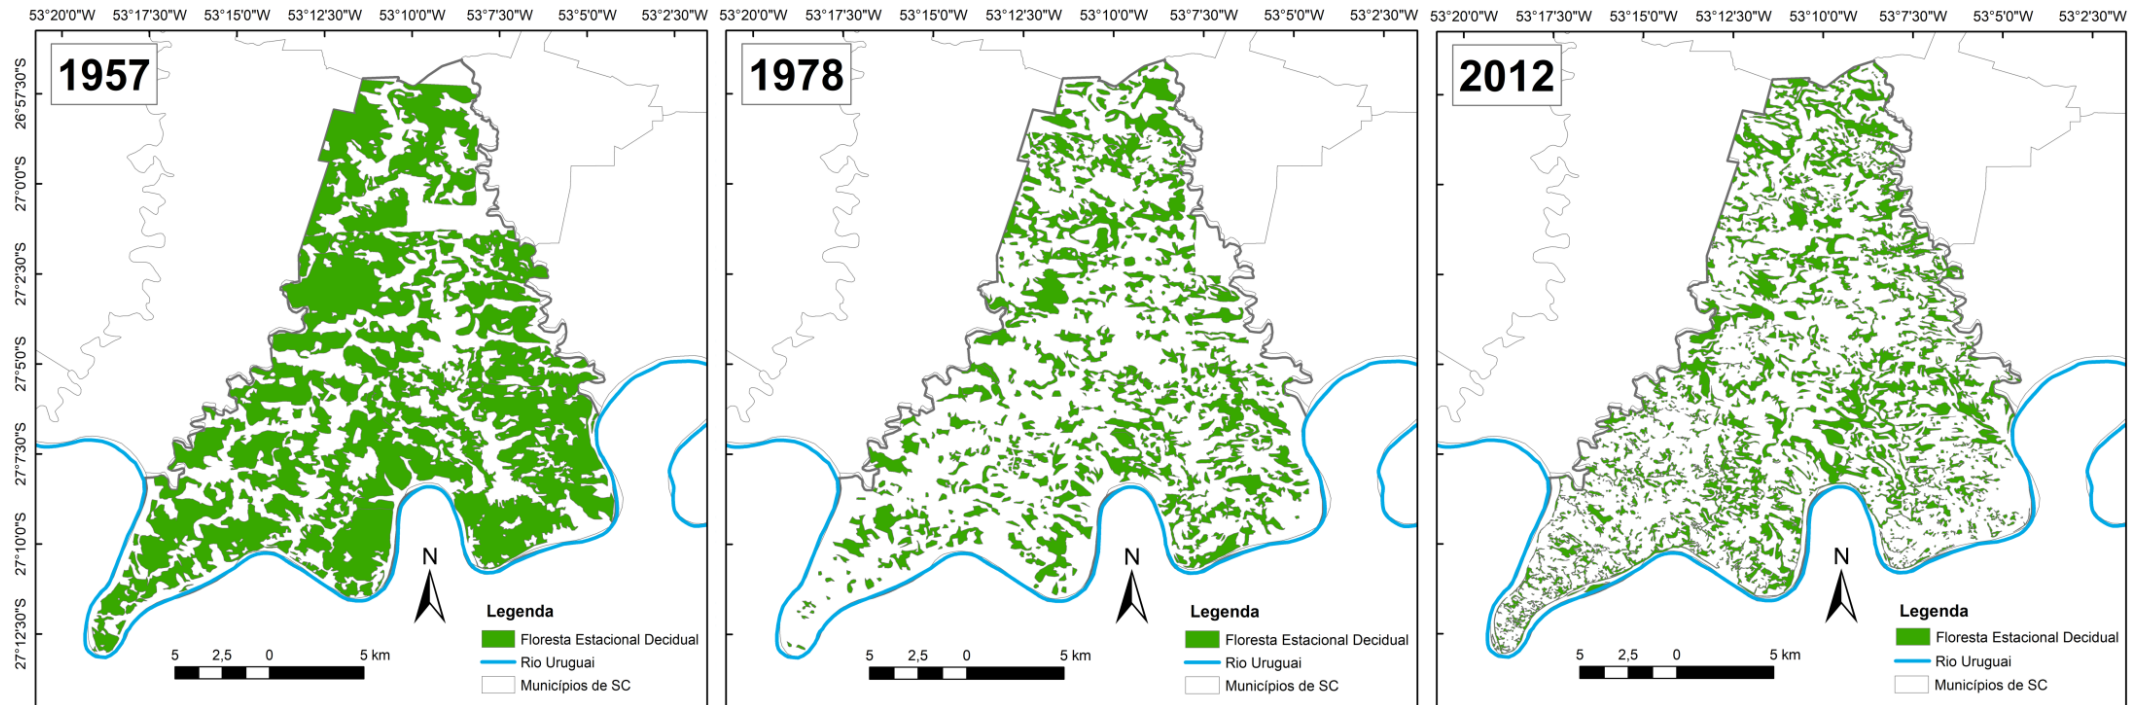 53°20'0"W 53°17'30"W 53°15'0"W 53°12'30"W 53°10'0"W 53°7'30"W 53°5'0"W 53°2'30"W
53°20'0"W 53°17'30"W 53°15'0"W 53°12'30"W 53°10'0"W 53°7'30"W 53°5'0"W 53°2'30"W
53°20'0"W 53°17'30"W 53°15'0"W 53°12'30"W 53°10'0"W 53°7'30"W 53°5'0"W 53°2'30"W
26°57'30"S
27°0'0"S
27°2'30"S
27°5'0"S
27°7'30"S
27°10'0"S
27°12'30"S
1957
N
Legenda
Floresta Estacional Decidual
Rio Uruguai
Municípios de SC
5 2,5 0 5 km
1978
N
Legenda
Floresta Estacional Decidual
Rio Uruguai
Municípios de SC
5 2,5 0 5 km
2012
N
Legenda
Floresta Estacional Decidual
Rio Uruguai
Municípios de SC
5 2,5 0 5 km